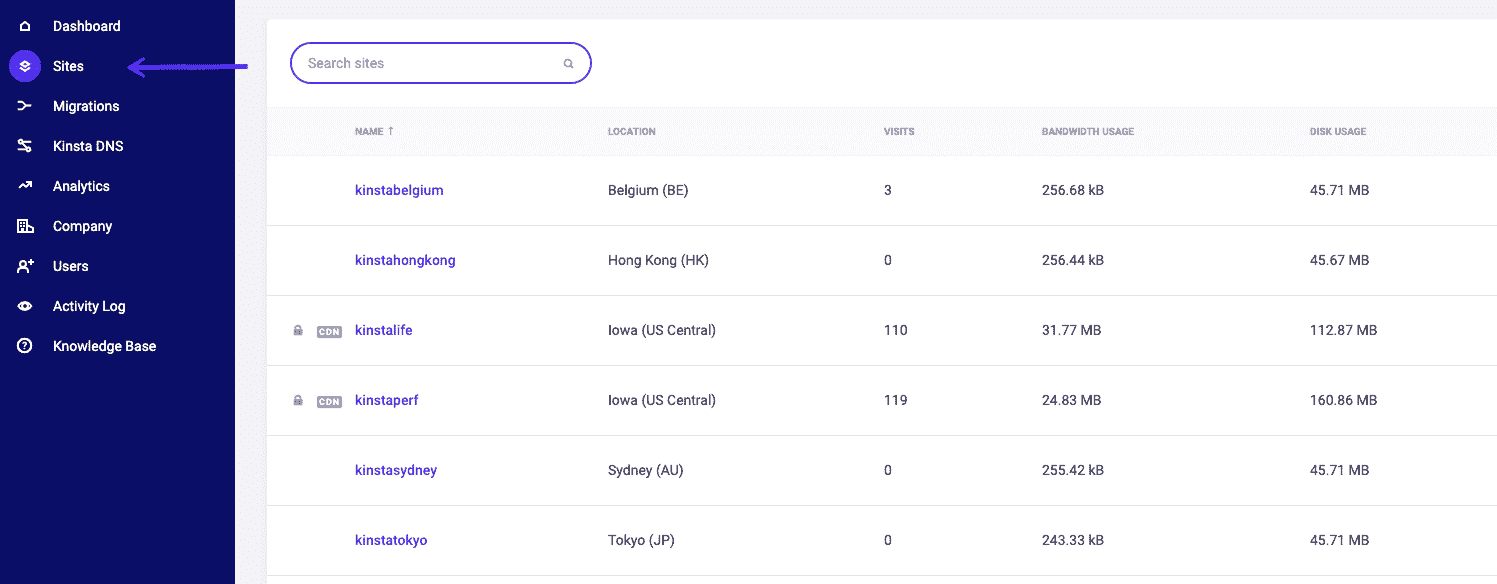 Dashboard
Sites
Migrations
Kinsta DNS
Analytics
Company
Users
Activity Log
Knowledge Base
Search sites
NAME ↑ LOCATION VISITS BANDWIDTH USAGE DISK USAGE
kinstabelgium Belgium (BE) 3 256.68 kB 45.71 MB
kinstahongkong Hong Kong (HK) 0 256.44 kB 45.67 MB
CDN kinstalife Iowa (US Central) 110 31.77 MB 112.87 MB
CDN kinstaperf Iowa (US Central) 119 24.83 MB 160.86 MB
kinstasydney Sydney (AU) 0 255.42 kB 45.71 MB
kinstatokyo Tokyo (JP) 0 243.33 kB 45.71 MB